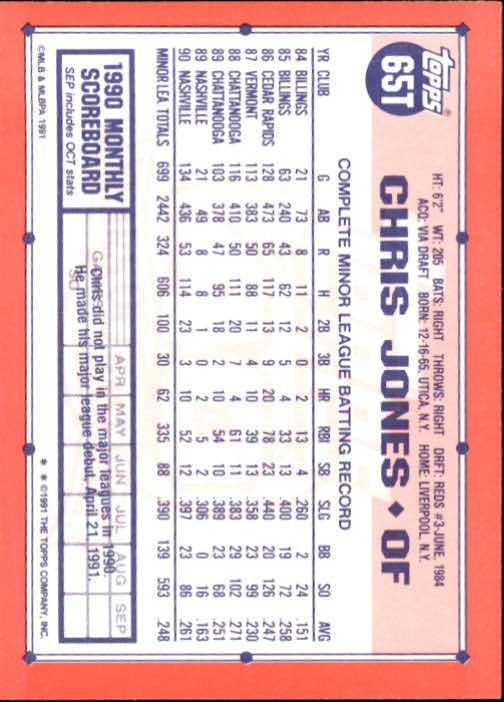 topps®
65T
CHRIS JONES ◆ OF
HT: 6'2" WT: 205 BATS: RIGHT THROWS: RIGHT DRFT: REDS #3-JUNE, 1984
ACQ: VIA DRAFT BORN: 12-16-65, UTICA, N.Y. HOME: LIVERPOOL, N.Y.
COMPLETE MINOR LEAGUE BATTING RECORD
YR CLUB G AB R H 2B 3B HR RBI SB SLG BB SO AVG
84 BILLINGS 21 73 8 11 2 0 2 13 4 .260 2 24 .151
85 BILLINGS 63 240 43 62 12 5 4 33 13 .400 19 72 .258
86 CEDAR RAPIDS 128 473 65 117 13 9 20 78 23 .440 20 126 .247
87 VERMONT 113 383 50 88 11 4 10 39 13 .358 23 99 .230
88 CHATTANOOGA 116 410 50 111 20 7 4 61 11 .383 29 102 .271
89 CHATTANOOGA 103 378 47 95 18 2 10 54 10 .389 23 68 .251
89 NASHVILLE 21 49 8 8 1 0 2 5 2 .306 0 16 .163
90 NASHVILLE 134 436 53 114 23 3 10 52 12 .397 23 86 .261
MINOR LEA. TOTALS 699 2442 324 606 100 30 62 335 88 .390 139 593 .248
1990 MONTHLY
SCOREBOARD
SEP includes OCT stats
APR MAY JUN JUL AUG SEP
Chris did not play in the major leagues in 1990.
He made his major league debut, April 21, 1991.
©MLB & MLBPA 1991
* * ©1991 THE TOPPS COMPANY, INC.